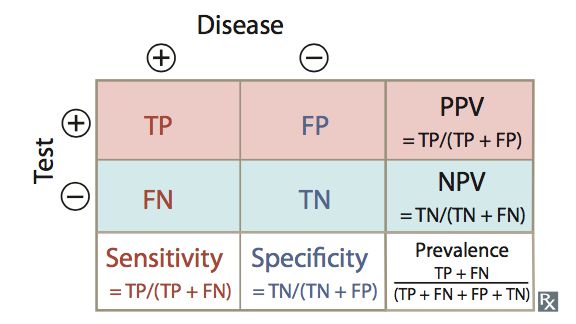 Disease
+ −
Test
+ TP FP PPV
= TP/(TP + FP)
− FN TN NPV
= TN/(TN + FN)
Sensitivity Specificity Prevalence
= TP/(TP + FN) = TN/(TN + FP) TP + FN
(TP + FN + FP + TN)
Rx